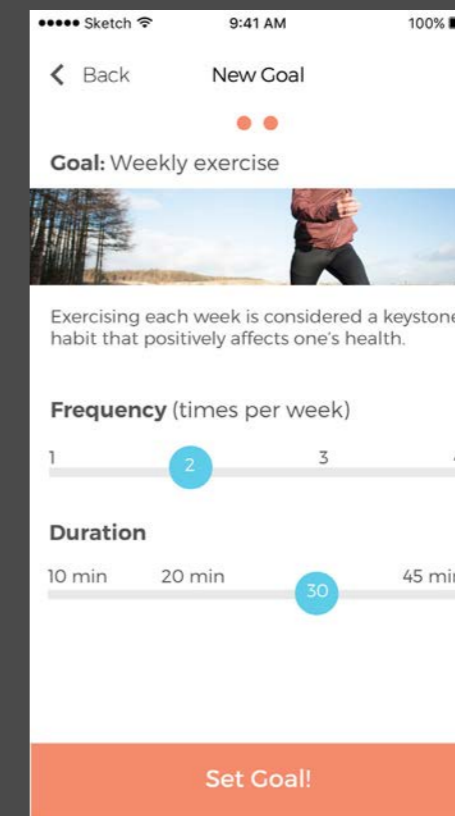 Sketch 9:41 AM 100%
Back New Goal
Goal: Weekly exercise
Exercising each week is considered a keystone
habit that positively affects one's health.
Frequency (times per week)
1 2 3
Duration
10 min 20 min 30 45 min
Set Goal!